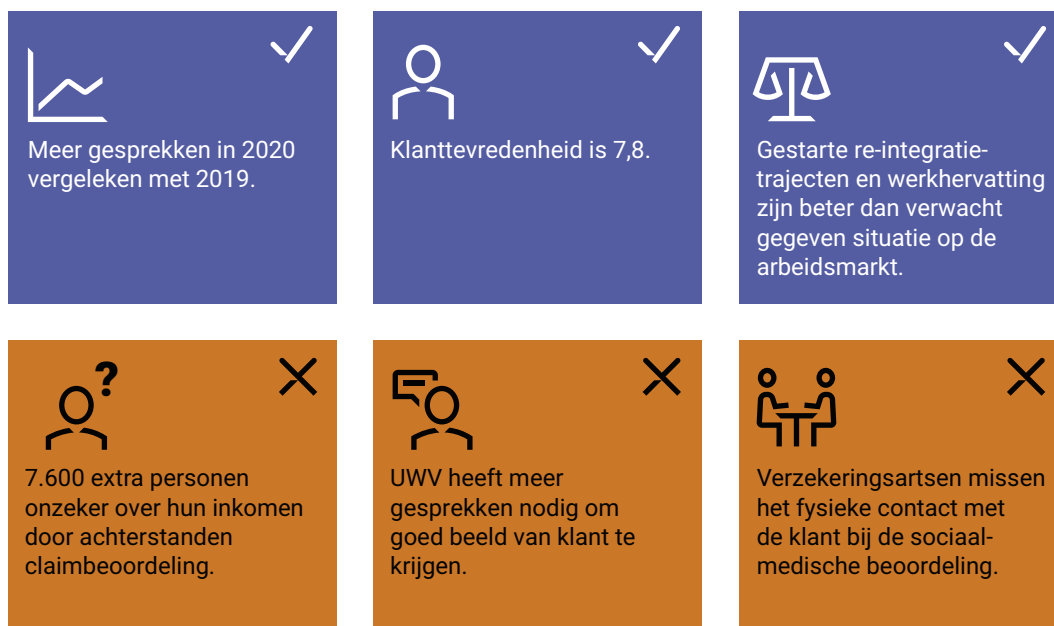 Meer gesprekken in 2020
vergeleken met 2019.
Klanttevredenheid is 7,8.
Gestarte re-integratie-
trajecten en werkhervatting
zijn beter dan verwacht
gegeven situatie op de
arbeidsmarkt.
?
7.600 extra personen
onzeker over hun inkomen
door achterstanden
claimbeoordeling.
UWV heeft meer
gesprekken nodig om
goed beeld van klant te
krijgen.
Verzekeringsartsen missen
het fysieke contact met
de klant bij de sociaal-
medische beoordeling.